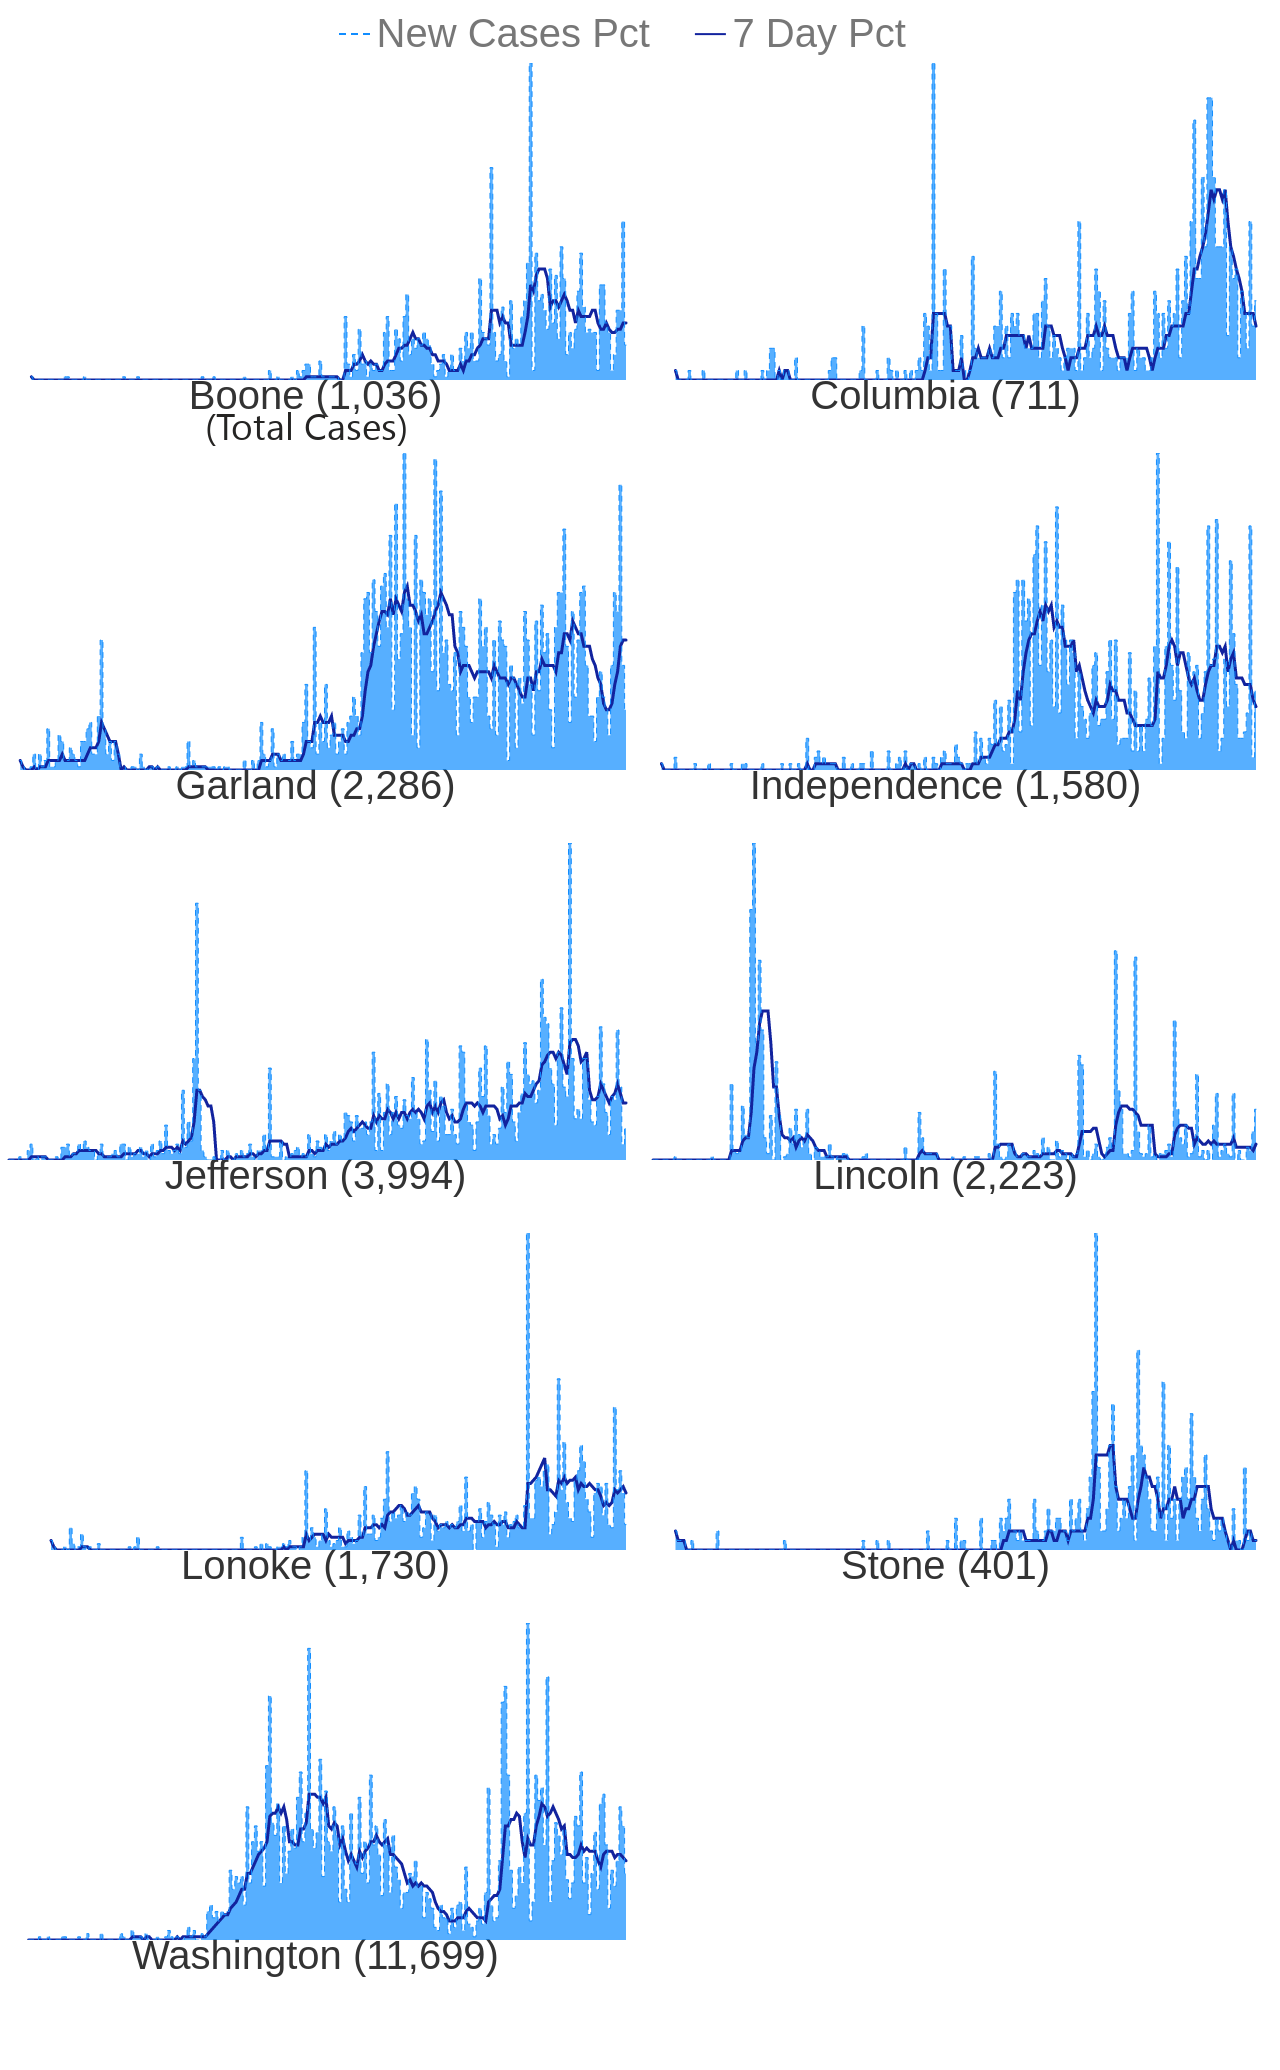 New Cases Pct 7 Day Pct
Boone (1,036) Columbia (711)
(Total Cases)
Garland (2,286) Independence (1,580)
Jefferson (3,994) Lincoln (2,223)
Lonoke (1,730) Stone (401)
Washington (11,699)